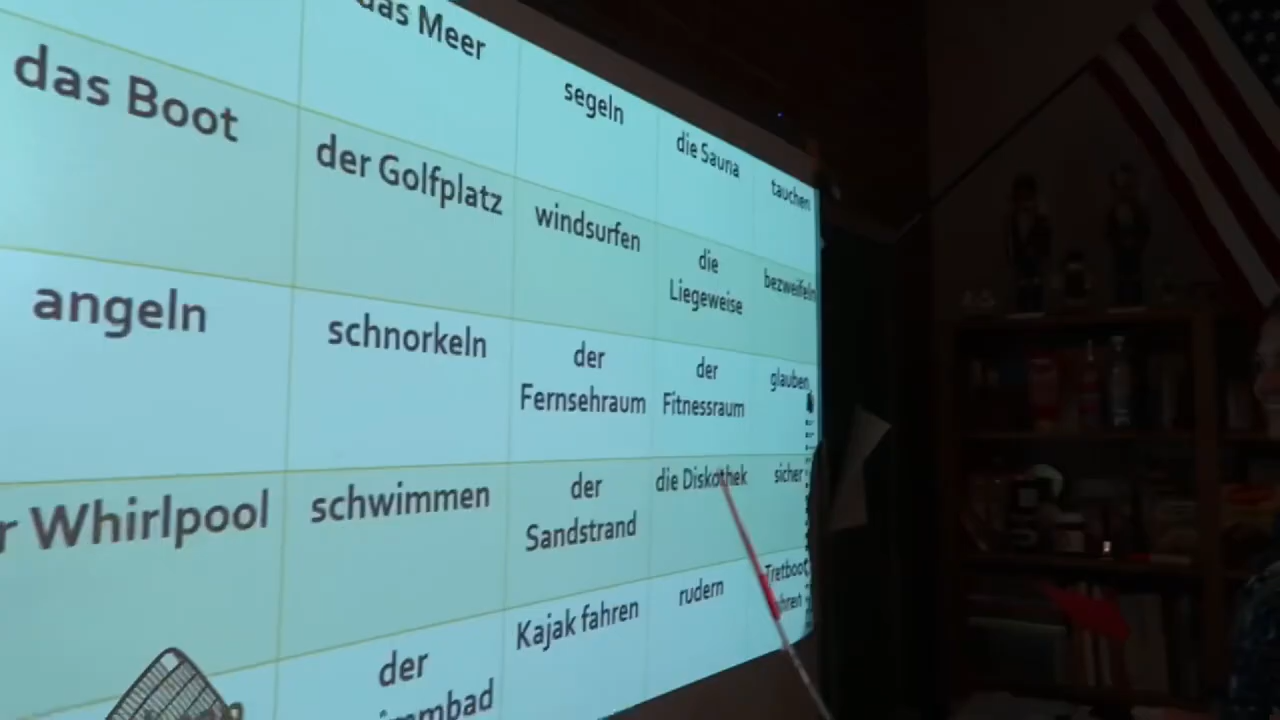 das Meer
segeln
die Sauna
tauchen
das Boot
der Golfplatz
windsurfen
die
Liegeweise
bezweifeln
angeln
schnorkeln
der
Fernsehraum
der
Fitnessraum
glauben
Whirlpool
schwimmen
der
Sandstrand
die Diskothek
sicher
der
Kajak fahren
rudern
Tretboot